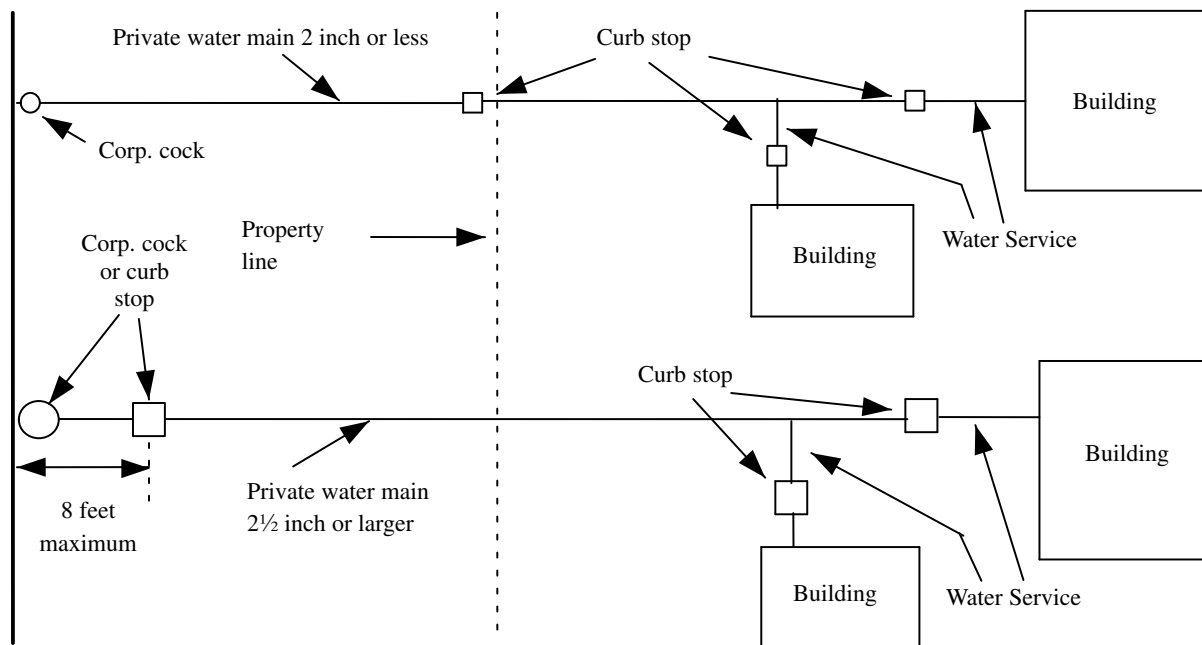 Private water main 2 inch or less
Curb stop
Building
Corp. cock
Property
line
Corp. cock
or curb
stop
Building
Water Service
Curb stop
Building
8 feet
maximum
Private water main
2½ inch or larger
Building
Water Service